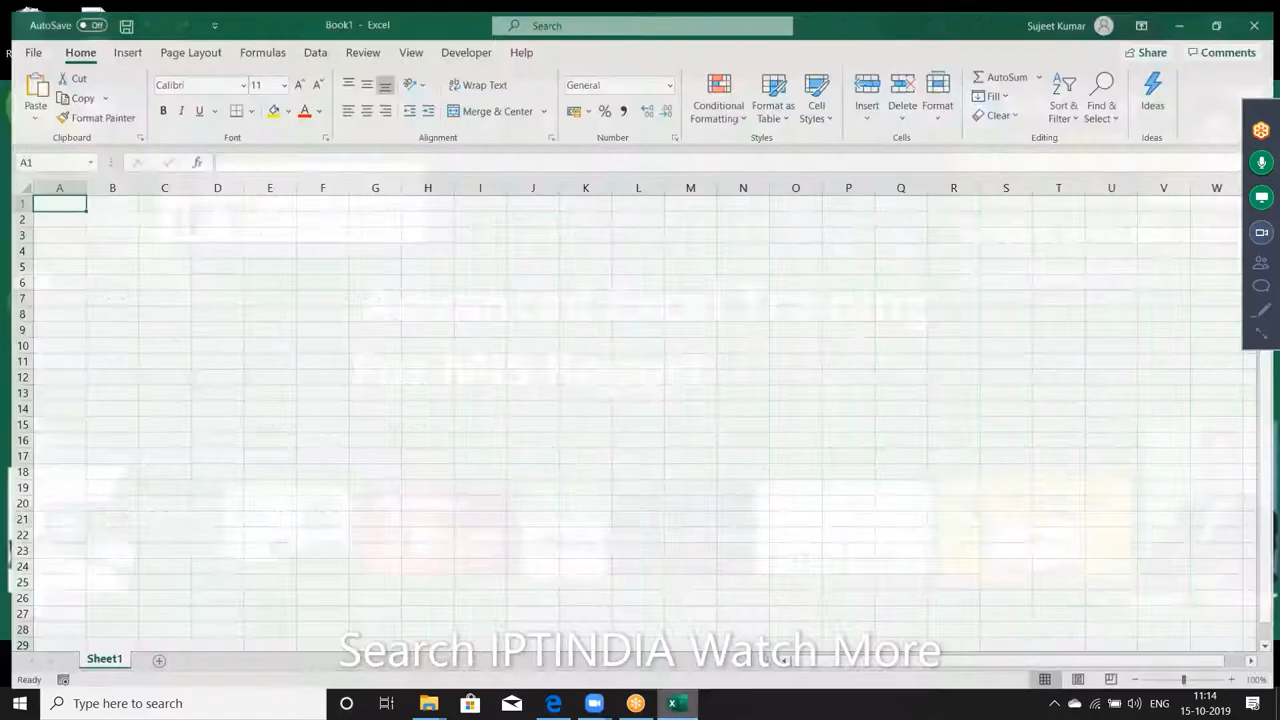 AutoSave Off
Book1 - Excel
Search
Sujeet Kumar
File Home Insert Page Layout Formulas Data Review View Developer Help
Share
Comments
Paste
Cut
Copy
Format Painter
Clipboard
Calibri 11
B I U
Font
Wrap Text
Merge & Center
Alignment
General
Number
Conditional Formatting
Format as Table
Cell Styles
Styles
Insert Delete Format
Cells
AutoSum
Fill
Clear
Sort & Filter
Find & Select
Editing
Ideas
Ideas
A1
fx
A B C D E F G H I J K L M N O P Q R S T U V W
1
2
3
4
5
6
7
8
9
10
11
12
13
14
15
16
17
18
19
20
21
22
23
24
25
26
27
28
29
Search IPTINDIA Watch More
Sheet1
Ready
100%
Type here to search
ENG
11:14
15-10-2019